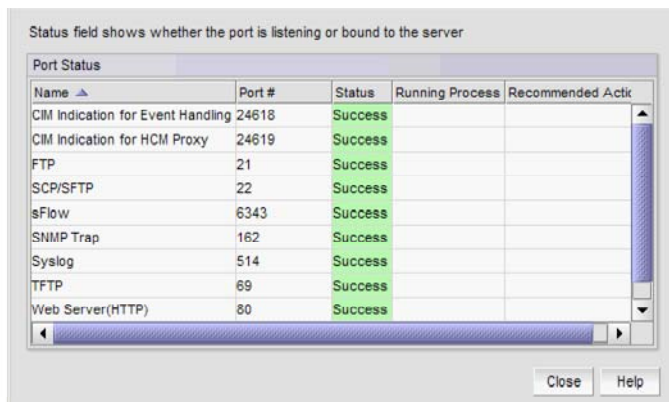 Status field shows whether the port is listening or bound to the server
Port Status
Name Port # Status Running Process Recommended Actic
CIM Indication for Event Handling 24618 Success
CIM Indication for HCM Proxy 24619 Success
FTP 21 Success
SCP/SFTP 22 Success
sFlow 6343 Success
SNMP Trap 162 Success
Syslog 514 Success
TFTP 69 Success
Web Server(HTTP) 80 Success
Close Help